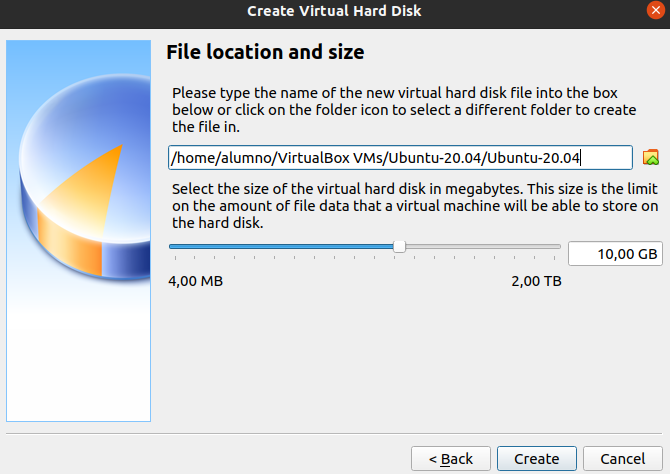 Create Virtual Hard Disk
File location and size
Please type the name of the new virtual hard disk file into the box
below or click on the folder icon to select a different folder to create
the file in.
/home/alumno/VirtualBox VMs/Ubuntu-20.04/Ubuntu-20.04
Select the size of the virtual hard disk in megabytes. This size is the limit
on the amount of file data that a virtual machine will be able to store on
the hard disk.
10,00 GB
4,00 MB
2,00 TB
< Back
Create
Cancel